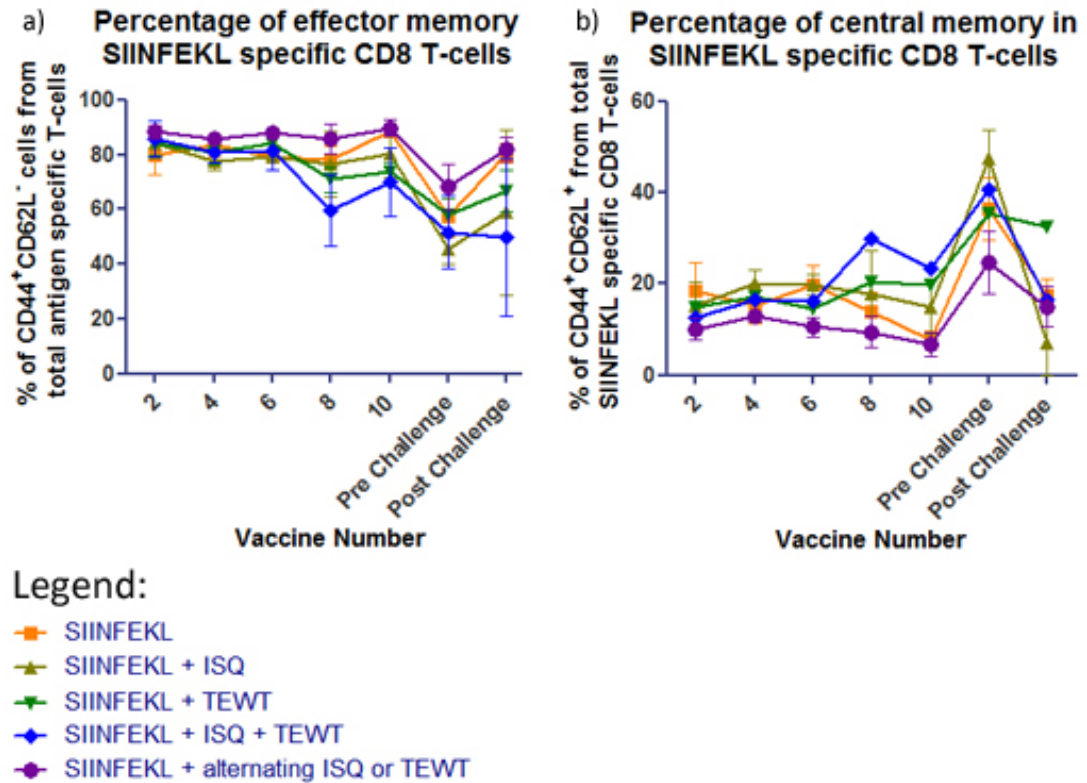 a)
Percentage of effector memory
SIINFEKL specific CD8 T-cells
% of CD44⁺CD62L⁻ cells from
total antigen specific T-cells
100
80
60
40
20
0
2
4
6
8
10
Pre Challenge
Post Challenge
Vaccine Number
b)
Percentage of central memory in
SIINFEKL specific CD8 T-cells
% of CD44⁺CD62L⁺ from total
SIINFEKL specific CD8 T-cells
60
40
20
0
2
4
6
8
10
Pre Challenge
Post Challenge
Vaccine Number
Legend:
SIINFEKL
SIINFEKL + ISQ
SIINFEKL + TEWT
SIINFEKL + ISQ + TEWT
SIINFEKL + alternating ISQ or TEWT